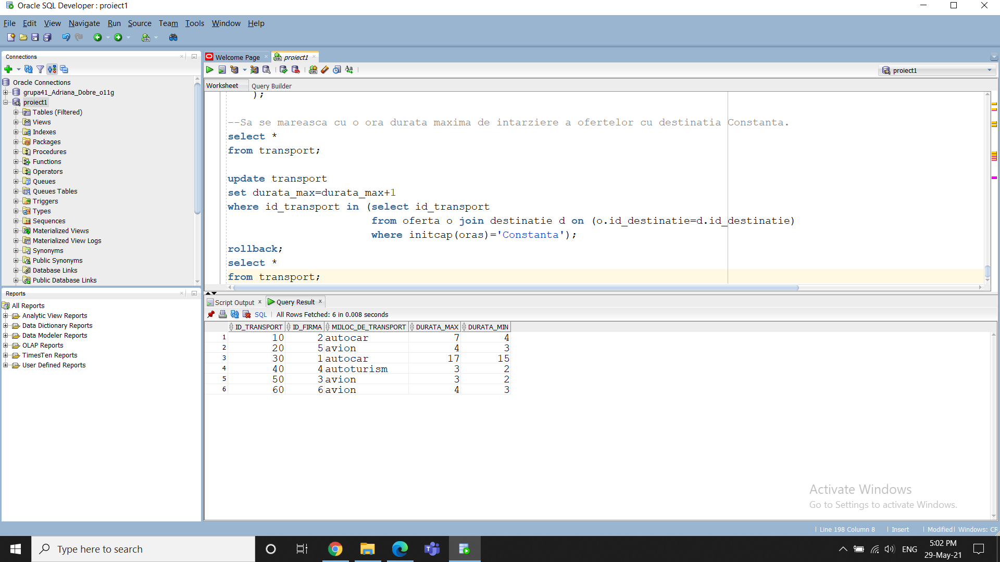 Oracle SQL Developer : proiect1
File Edit View Navigate Run Source Team Tools Window Help
Connections
Oracle Connections
grupa41_Adriana_Dobre_o11g
proiect1
Tables (Filtered)
Views
Indexes
Packages
Procedures
Functions
Operators
Queues
Queues Tables
Triggers
Types
Sequences
Materialized Views
Materialized View Logs
Synonyms
Public Synonyms
Database Links
Public Database Links
Reports
All Reports
Analytic View Reports
Data Dictionary Reports
Data Modeler Reports
OLAP Reports
TimesTen Reports
User Defined Reports
Welcome Page proiect1
proiect1
Worksheet Query Builder
);
--Sa se mareasca cu o ora durata maxima de intarziere a ofertelor cu destinatia Constanta.
select *
from transport;
update transport
set durata_max=durata_max+1
where id_transport in (select id_transport
from oferta o join destinatie d on (o.id_destinatie=d.id_destinatie)
where initcap(oras)='Constanta');
rollback;
select *
from transport;
Script Output Query Result
SQL All Rows Fetched: 6 in 0.008 seconds
ID_TRANSPORT ID_FIRMA MIJLOC_DE_TRANSPORT DURATA_MAX DURATA_MIN
1 10 2 autocar 7 4
2 20 5 avion 4 3
3 30 1 autocar 17 15
4 40 4 autoturism 3 2
5 50 3 avion 3 2
6 60 6 avion 4 3
Activate Windows
Go to Settings to activate Windows.
Line 198 Column 8 Insert Modified Windows: CR
Type here to search
ENG
5:02 PM
29-May-21